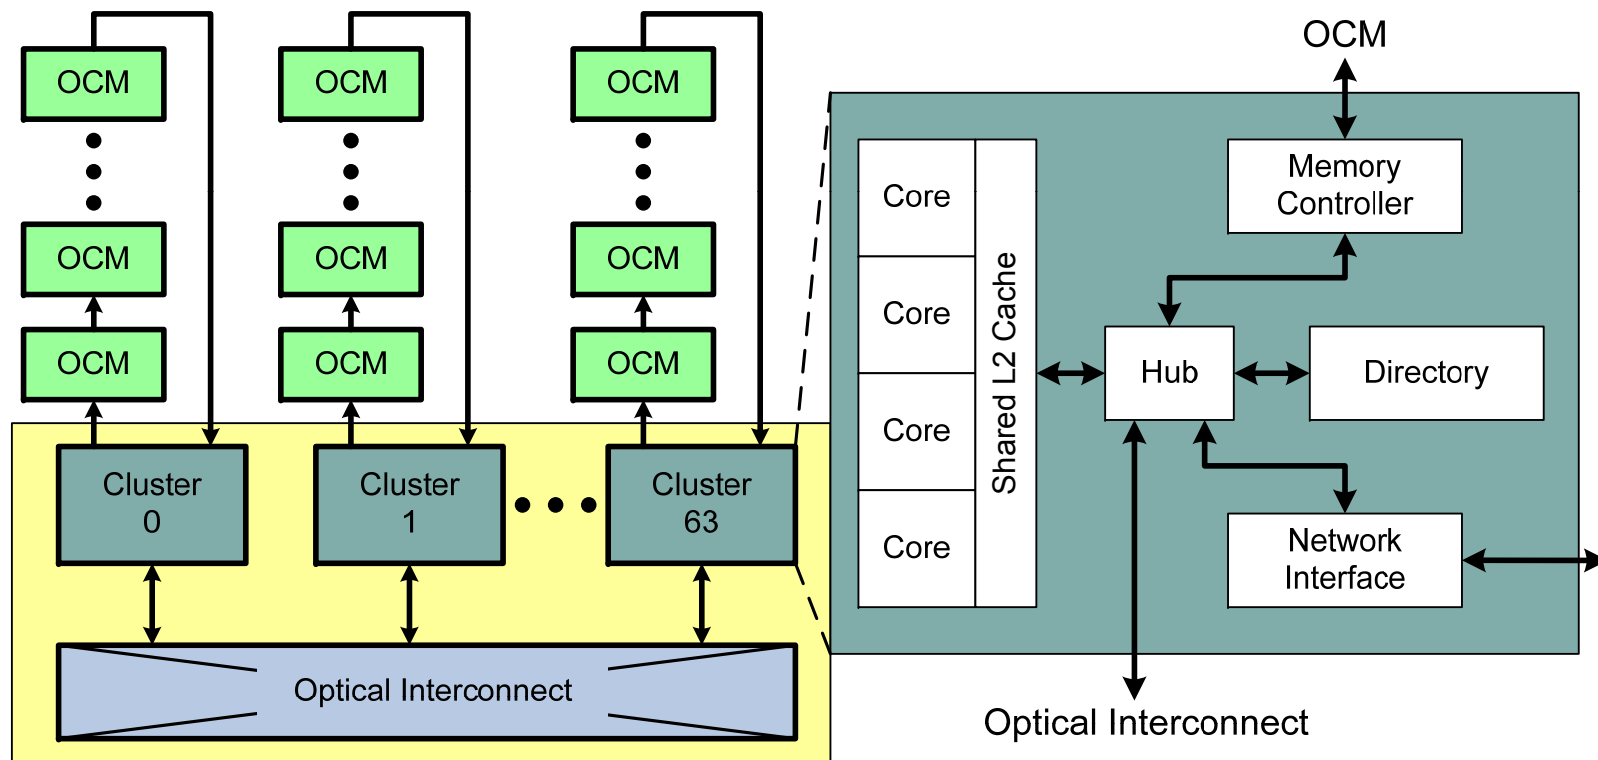 OCM
OCM
OCM
OCM
OCM
OCM
OCM
OCM
OCM
Cluster
0
Cluster
1
Cluster
63
Optical Interconnect
OCM
Core
Core
Core
Core
Shared L2 Cache
Memory
Controller
Hub
Directory
Network
Interface
Optical Interconnect